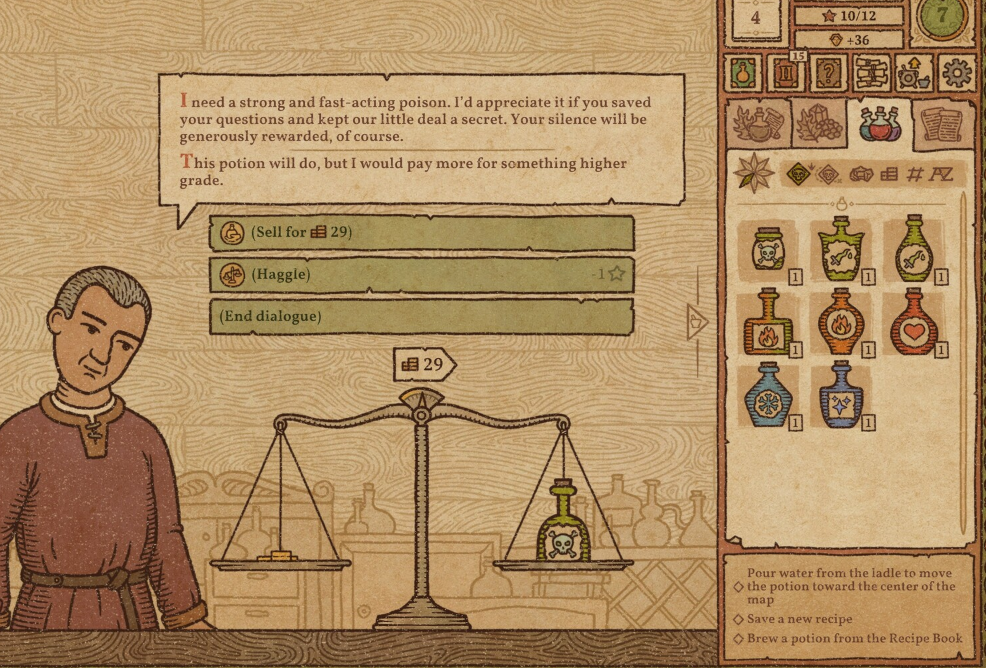 4
10/12
+36
7
15
I need a strong and fast-acting poison. I'd appreciate it if you saved
your questions and kept our little deal a secret. Your silence will be
generously rewarded, of course.
This potion will do, but I would pay more for something higher
grade.
(Sell for 29)
(Haggle)
-1
(End dialogue)
29
# AZ
1
1
1
1
1
1
1
1
Pour water from the ladle to move
the potion toward the center of the
map
Save a new recipe
Brew a potion from the Recipe Book